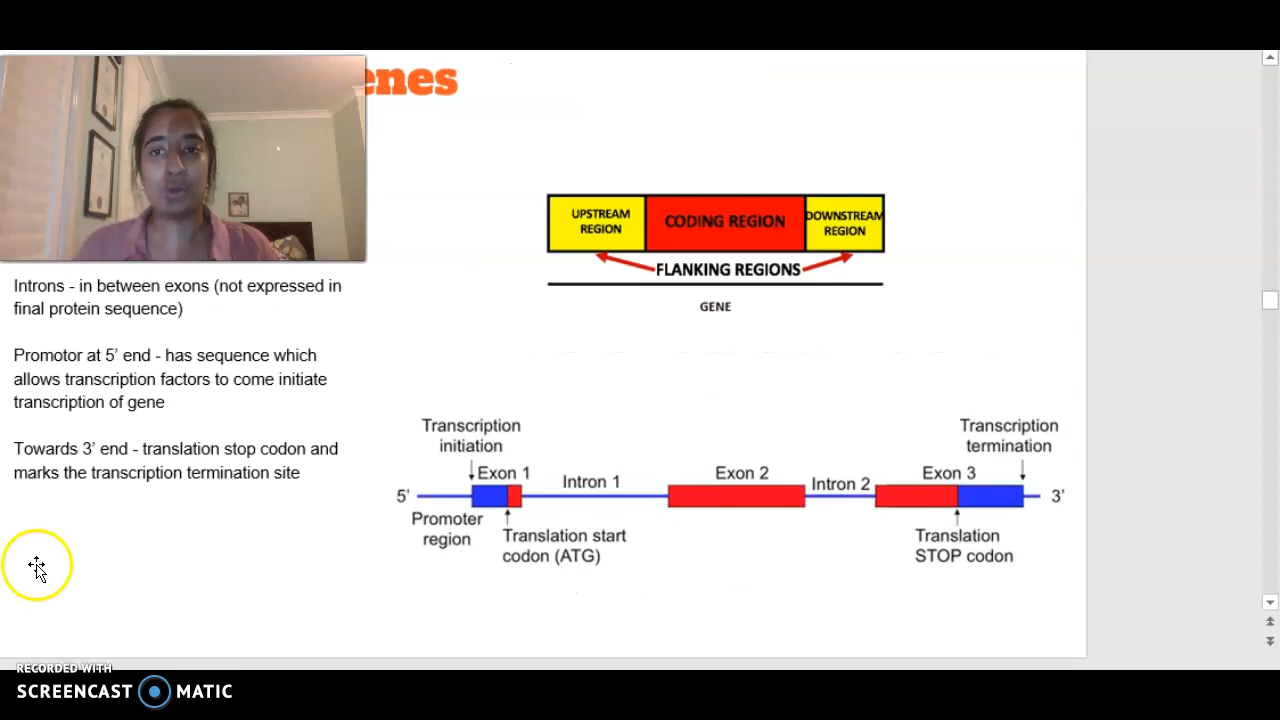 enes
UPSTREAM
REGION
CODING REGION
DOWNSTREAM
REGION
FLANKING REGIONS
GENE
Introns - in between exons (not expressed in
final protein sequence)
Promotor at 5’ end - has sequence which
allows transcription factors to come initiate
transcription of gene
Towards 3’ end - translation stop codon and
marks the transcription termination site
Transcription
initiation
Transcription
termination
Exon 1
Intron 1
Exon 2
Intron 2
Exon 3
5’
3’
Promoter
region
Translation start
codon (ATG)
Translation
STOP codon
RECORDED WITH
SCREENCAST MATIC